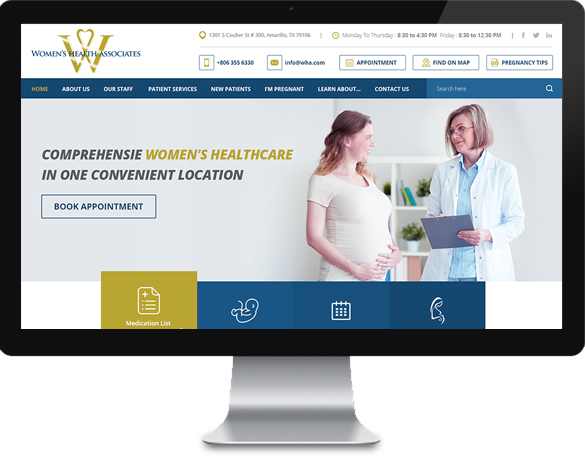 WOMEN'S HEALTH ASSOCIATES
1301 S Coulter St # 300, Amarillo, TX 79106 | Monday To Thursday : 8:30 to 4:30 PM Friday : 8:30 to 12:30 PM |
+806 355 6330 info@wha.com APPOINTMENT FIND ON MAP PREGNANCY TIPS
HOME ABOUT US OUR STAFF PATIENT SERVICES NEW PATIENTS I'M PREGNANT LEARN ABOUT... CONTACT US Search here
COMPREHENSIE WOMEN'S HEALTHCARE
IN ONE CONVENIENT LOCATION
BOOK APPOINTMENT
Medication List